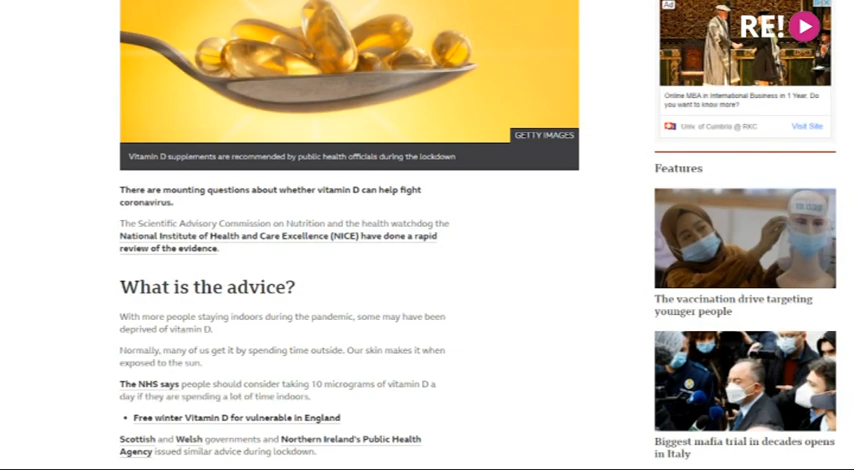 RE!
Ad
Online MBA in International Business in 1 Year. Do
you want to know more?
Univ. of Cumbria @ RKC
Visit Site
GETTY IMAGES
Vitamin D supplements are recommended by public health officials during the lockdown
There are mounting questions about whether vitamin D can help fight
coronavirus.
The Scientific Advisory Commission on Nutrition and the health watchdog the
National Institute of Health and Care Excellence (NICE) have done a rapid
review of the evidence.
What is the advice?
With more people staying indoors during the pandemic, some may have been
deprived of vitamin D.
Normally, many of us get it by spending time outside. Our skin makes it when
exposed to the sun.
The NHS says people should consider taking 10 micrograms of vitamin D a
day if they are spending a lot of time indoors.
• Free winter Vitamin D for vulnerable in England
Scottish and Welsh governments and Northern Ireland's Public Health
Agency issued similar advice during lockdown.
Features
The vaccination drive targeting
younger people
Biggest mafia trial in decades opens
in Italy